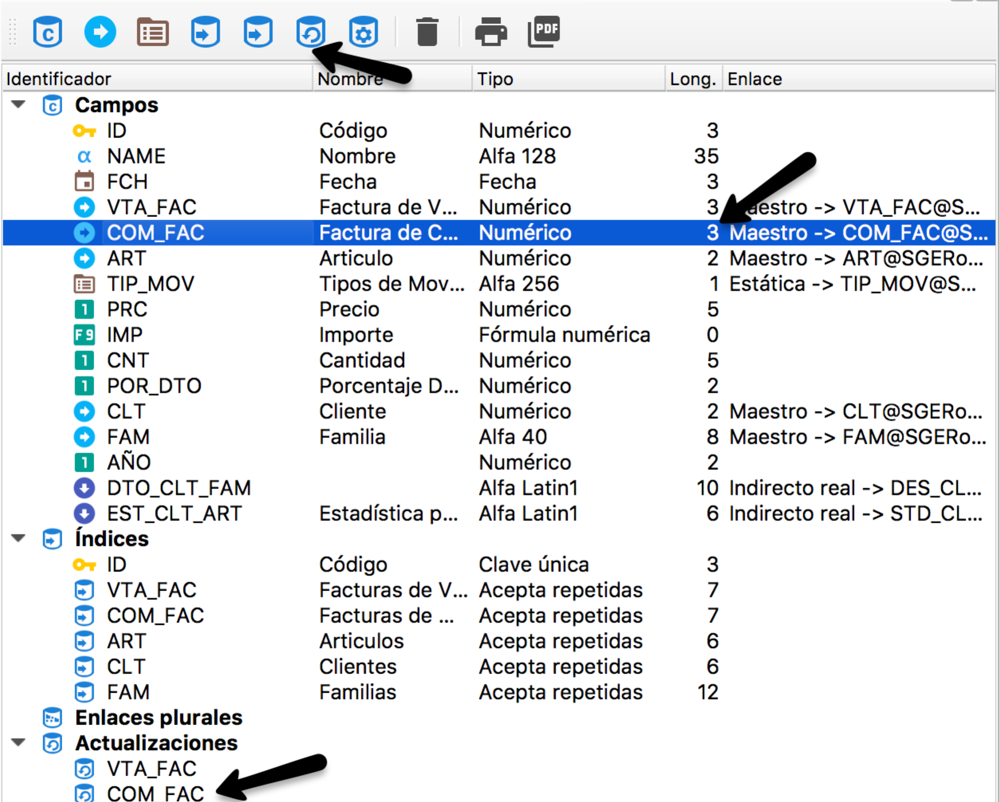 C PDF
Identificador Nombre Tipo Long. Enlace
C Campos
ID Código Numérico 3
α NAME Nombre Alfa 128 35
FCH Fecha Fecha 3
VTA_FAC Factura de V... Numérico 3 aestro -> VTA_FAC@S...
COM_FAC Factura de C... Numérico 3 Maestro -> COM_FAC@S...
ART Articulo Numérico 2 Maestro -> ART@SGERo...
TIP_MOV Tipos de Mov... Alfa 256 1 Estática -> TIP_MOV@S...
1 PRC Precio Numérico 5
F9 IMP Importe Fórmula numérica 0
1 CNT Cantidad Numérico 5
1 POR_DTO Porcentaje D... Numérico 2
CLT Cliente Numérico 2 Maestro -> CLT@SGERo...
FAM Familia Alfa 40 8 Maestro -> FAM@SGERo...
1 AÑO Numérico 2
DTO_CLT_FAM Alfa Latin1 10 Indirecto real -> DES_CL...
EST_CLT_ART Estadística p... Alfa Latin1 6 Indirecto real -> STD_CL...
Índices
ID Código Clave única 3
VTA_FAC Facturas de V... Acepta repetidas 7
COM_FAC Facturas de ... Acepta repetidas 7
ART Articulos Acepta repetidas 6
CLT Clientes Acepta repetidas 6
FAM Familias Acepta repetidas 12
Enlaces plurales
Actualizaciones
VTA_FAC
COM_FAC